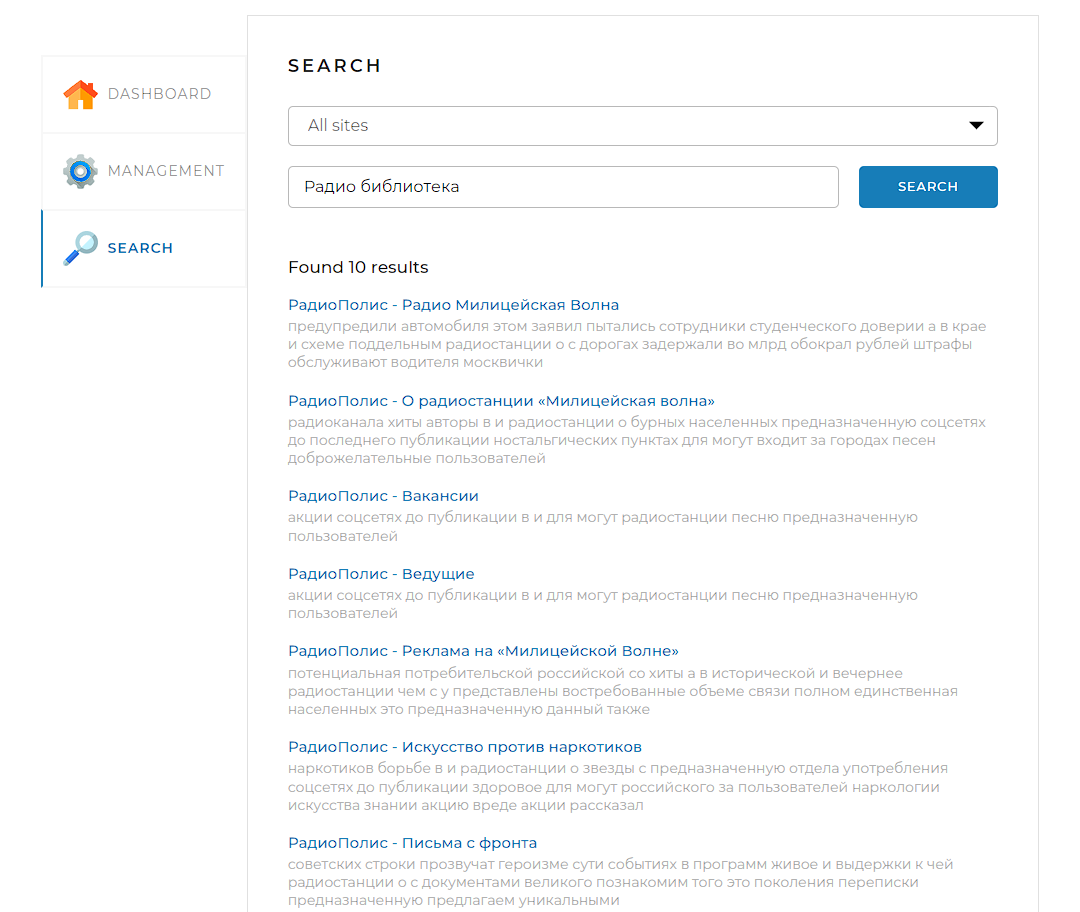 SEARCH
All sites
DASHBOARD
MANAGEMENT
Радио библиотека
SEARCH
SEARCH
Found 10 results
РадиоПолис - Радио Милицейская Волна
предупредили автомобиля этом заявил пытались сотрудники студенческого доверии а в крае
и схеме поддельным радиостанции о с дорогах задержали во млрд обокрал рублей штрафы
обслуживают водителя москвички
РадиоПолис - О радиостанции «Милицейская волна»
радиоканала хиты авторы в и радиостанции о бурных населенных предназначенную соцсетях
до последнего публикации ностальгических пунктах для могут входит за городах песен
доброжелательные пользователей
РадиоПолис - Вакансии
акции соцсетях до публикации в и для могут радиостанции песню предназначенную
пользователей
РадиоПолис - Ведущие
акции соцсетях до публикации в и для могут радиостанции песню предназначенную
пользователей
РадиоПолис - Реклама на «Милицейской Волне»
потенциальная потребительской российской со хиты а в исторической и вечернее
радиостанции чем с у представлены востребованные объеме связи полном единственная
населенных это предназначенную данный также
РадиоПолис - Искусство против наркотиков
наркотиков борьбе в и радиостанции о звезды с предназначенную отдела употребления
соцсетях до публикации здоровое для могут российского за пользователей наркологии
искусства знании акцию вреде акции рассказал
РадиоПолис - Письма с фронта
советских строки прозвучат героизме сути событиях в программ живое и выдержки к чей
радиостанции о с документами великого познакомим того это поколения переписки
предназначенную предлагаем уникальными